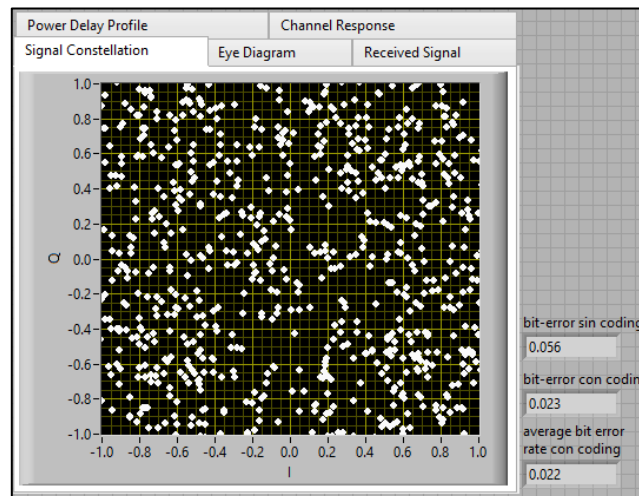 Power Delay Profile
Channel Response
Signal Constellation
Eye Diagram
Received Signal
1.0
0.8
0.6
0.4
0.2
0.0
-0.2
-0.4
-0.6
-0.8
-1.0
Q
-1.0 -0.8 -0.6 -0.4 -0.2 0.0 0.2 0.4 0.6 0.8 1.0
I
bit-error sin coding
0.056
bit-error con coding
0.023
average bit error
rate con coding
0.022